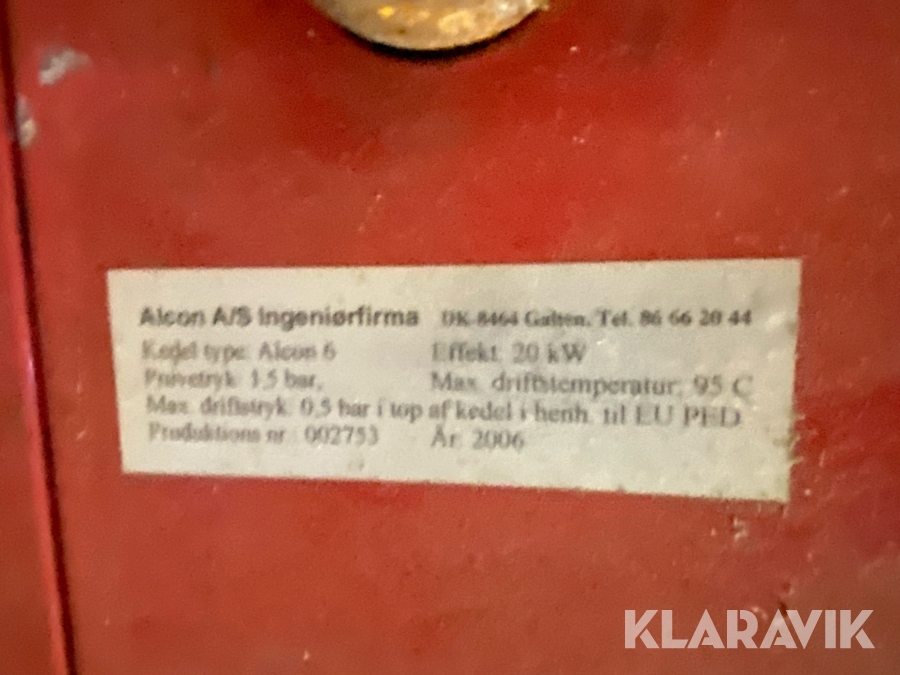 Alcon A/S Ingeniørfirma DK-8464 Galten. Tel. 86 66 20 44
Kedel type: Alcon 6 Effekt: 20 kW
Prøvetryk: 1,5 bar, Max. driftstemperatur: 95 C
Max. driftstryk: 0,5 bar i top af kedel i henh. til EU PED
Produktions nr.: 002753 År: 2006
KLARAVIK